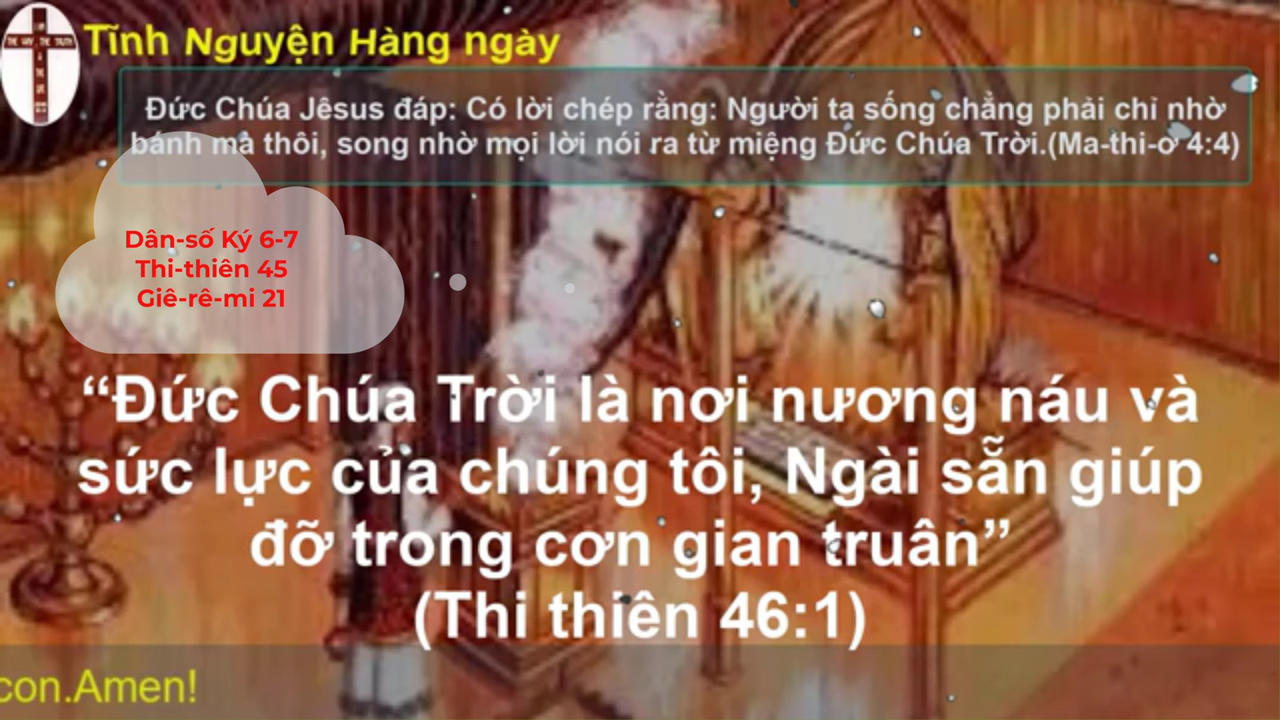 THE WAY THE TRUTH
Tĩnh Nguyện Hàng ngày
Đức Chúa Jêsus đáp: Có lời chép rằng: Người ta sống chẳng phải chỉ nhờ
bánh mà thôi, song nhờ mọi lời nói ra từ miệng Đức Chúa Trời.(Ma-thi-ơ 4:4)
Dân-số Ký 6-7
Thi-thiên 45
Giê-rê-mi 21
“Đức Chúa Trời là nơi nương náu và
sức lực của chúng tôi, Ngài sẵn giúp
đỡ trong cơn gian truân”
(Thi thiên 46:1)
con.Amen!